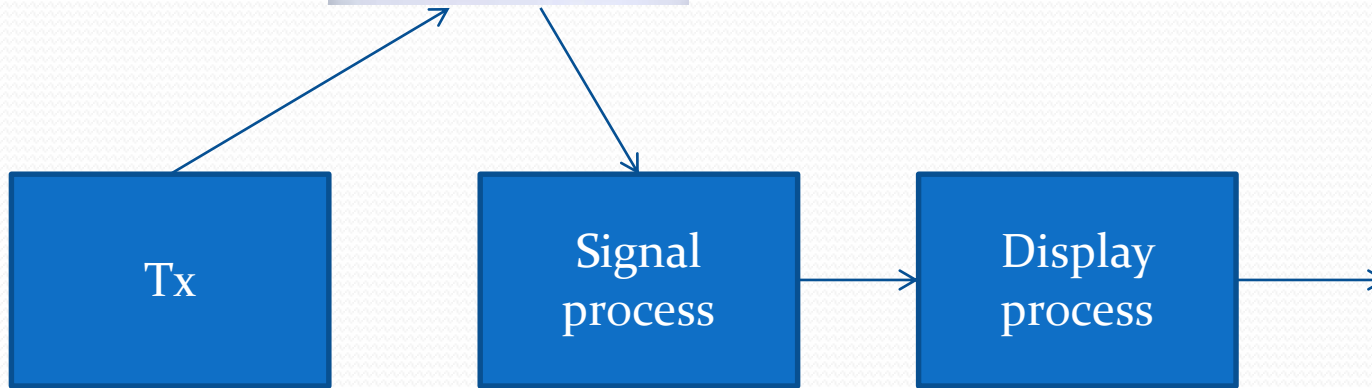 Tx
Signal
process
Display
process